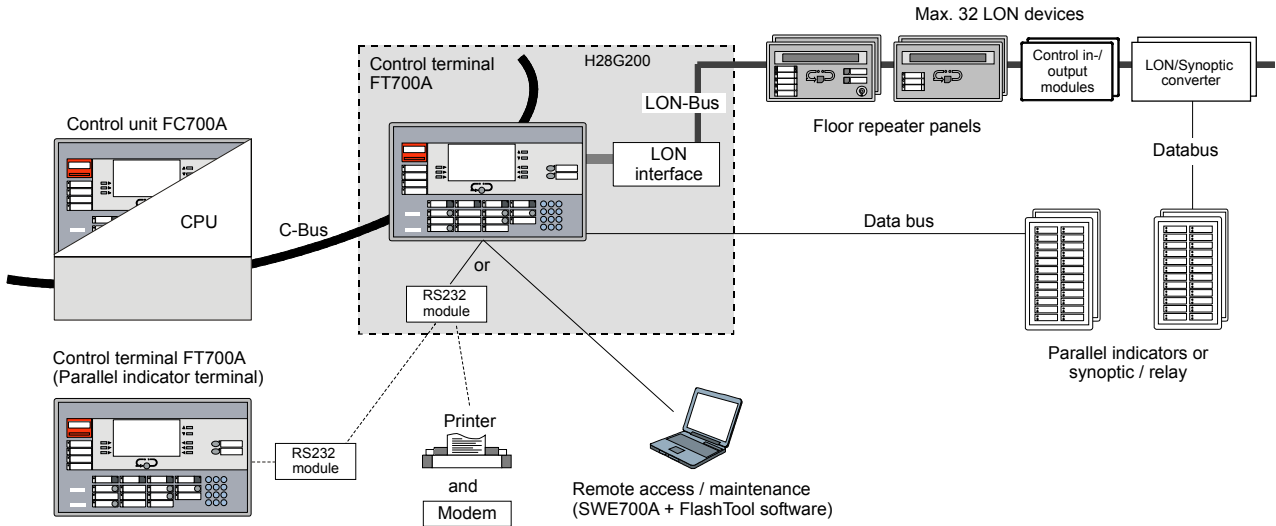 Max. 32 LON devices
Control terminal
FT700A
H28G200
Control in-/
output
modules
LON/Synoptic
converter
LON-Bus
Floor repeater panels
Control unit FC700A
LON
interface
Databus
CPU
C-Bus
Data bus
or
RS232
module
Control terminal FT700A
(Parallel indicator terminal)
Parallel indicators or
synoptic / relay
Printer
RS232
module
and
Modem
Remote access / maintenance
(SWE700A + FlashTool software)